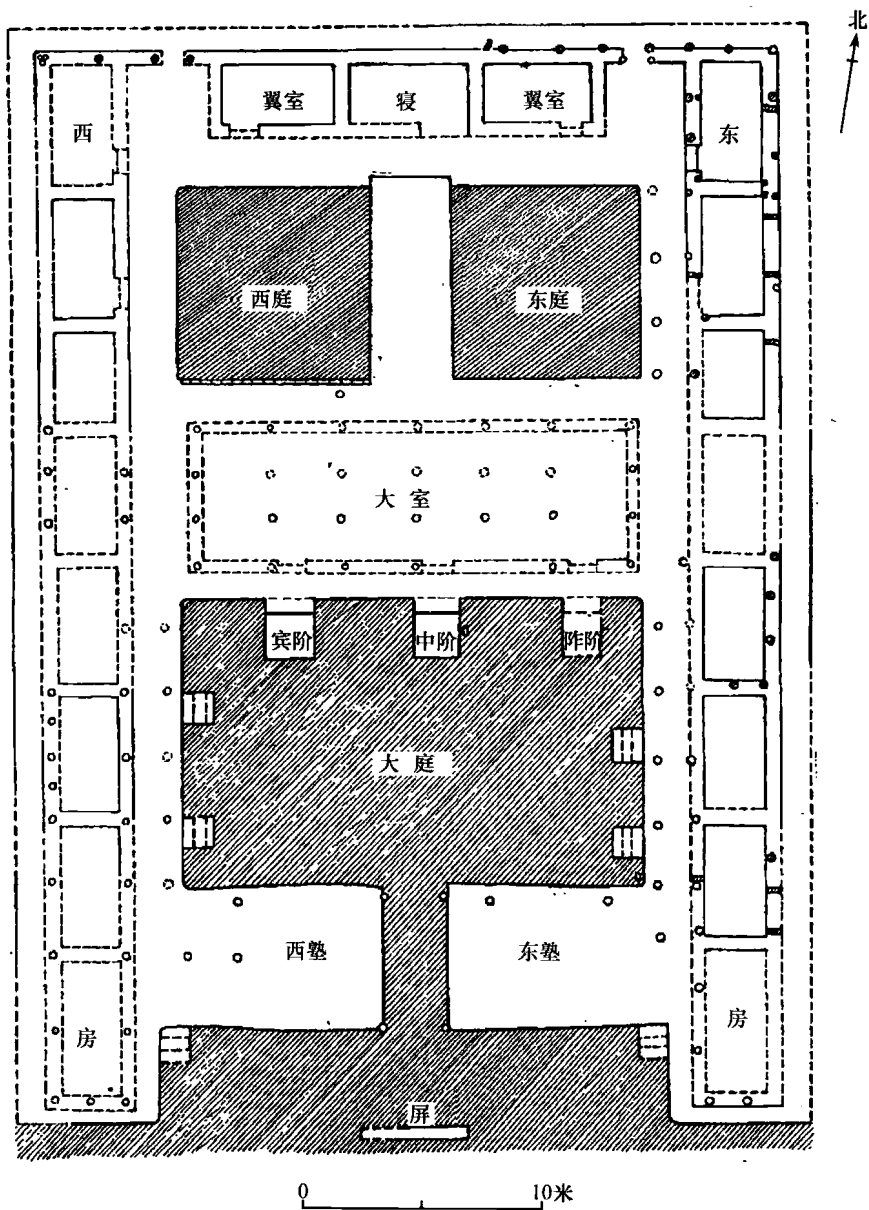 北
翼室 寝 翼室
西 东
西庭 东庭
大室
宾阶 中阶 阼阶
大庭
西塾 东塾
房 房
屏
0 10米